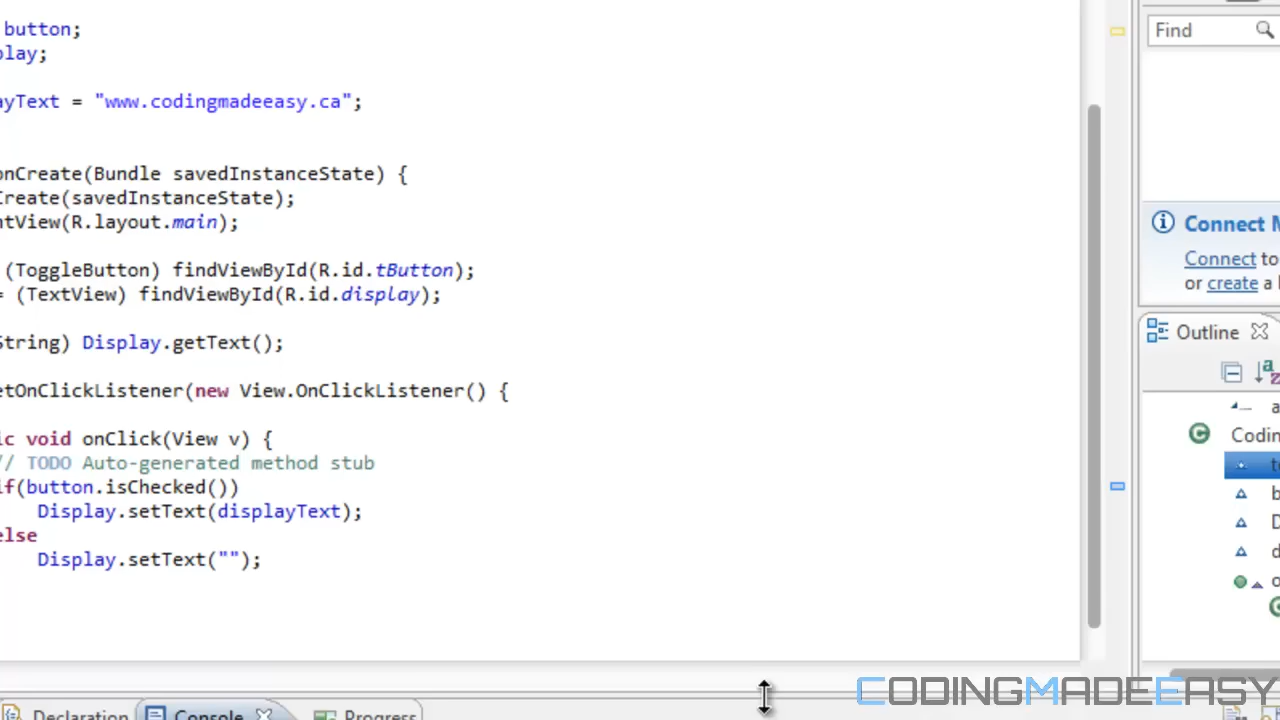 button;
play;
ayText = "www.codingmadeeasy.ca";
onCreate(Bundle savedInstanceState) {
Create(savedInstanceState);
ntView(R.layout.main);
(ToggleButton) findViewById(R.id.tButton);
= (TextView) findViewById(R.id.display);
String) Display.getText();
etOnClickListener(new View.OnClickListener() {
ic void onClick(View v) {
// TODO Auto-generated method stub
if(button.isChecked())
Display.setText(displayText);
else
Display.setText("");
Find
Connect M
Connect to
or create a
Outline
Codin
CODINGMADEEASY
Declaration Console Progress